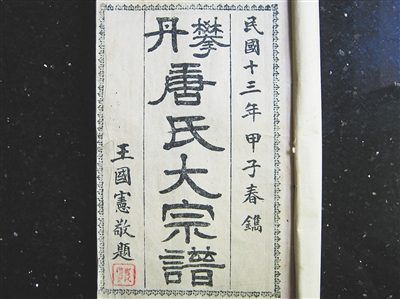 民國十三年甲子春鐫
攀丹
唐氏大宗譜
王國憲敬題